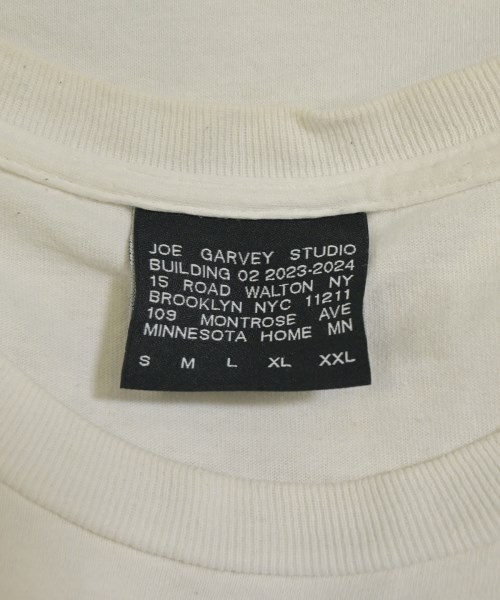 JOE GARVEY STUDIO
BUILDING 02 2023-2024
15 ROAD WALTON NY
BROOKLYN NYC 11211
109 MONTROSE AVE
MINNESOTA HOME MN
S M L XL XXL